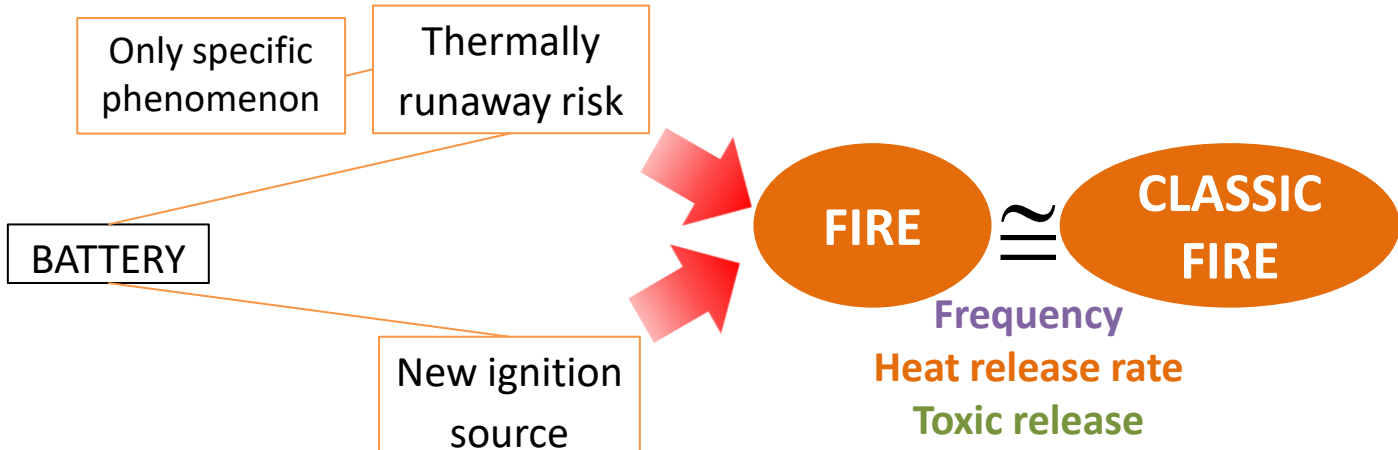 Only specific
phenomenon
Thermally
runaway risk
BATTERY
New ignition
source
FIRE
≅
CLASSIC
FIRE
Frequency
Heat release rate
Toxic release